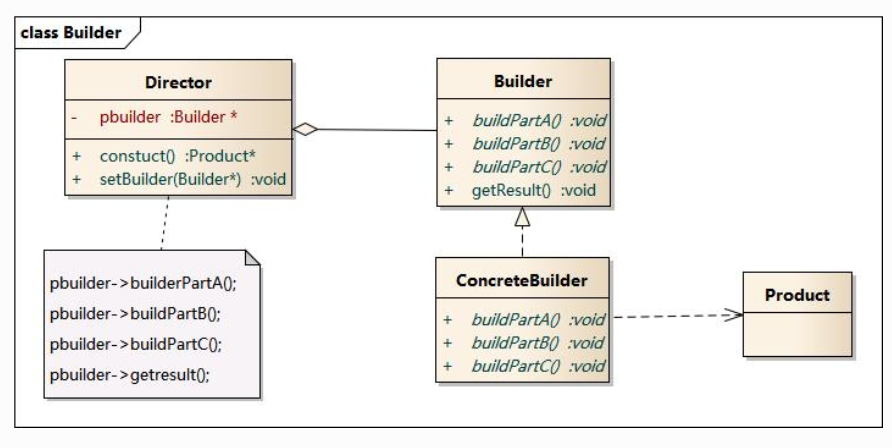 class Builder
Director
- pbuilder :Builder *
+ constuct() :Product*
+ setBuilder(Builder*) :void
Builder
+ buildPartA() :void
+ buildPartB() :void
+ buildPartC() :void
+ getResult() :void
pbuilder->builderPartA();
pbuilder->buildPartB();
pbuilder->buildPartC();
pbuilder->getresult();
ConcreteBuilder
+ buildPartA() :void
+ buildPartB() :void
+ buildPartC() :void
Product